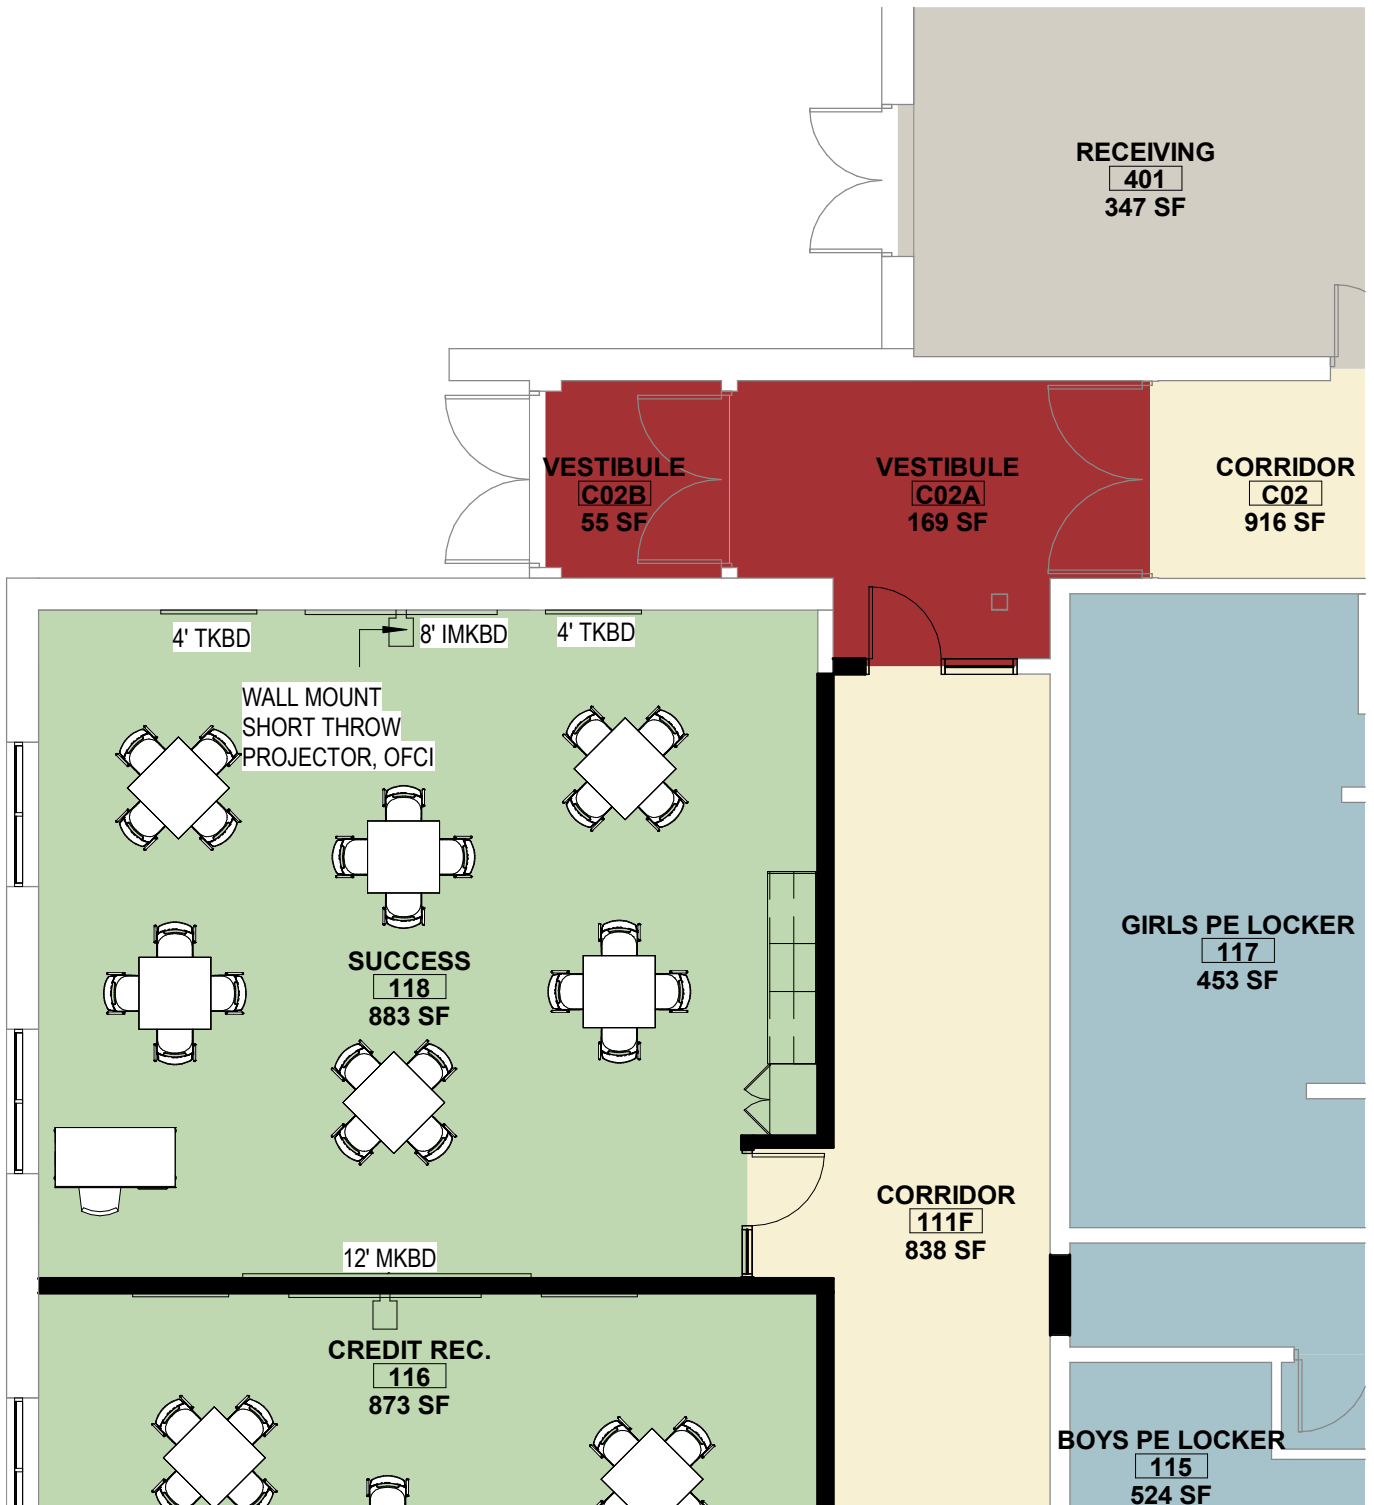 RECEIVING
401
347 SF
VESTIBULE
C02B
55 SF
VESTIBULE
C02A
169 SF
CORRIDOR
C02
916 SF
4' TKBD
8' IMKBD
4' TKBD
WALL MOUNT
SHORT THROW
PROJECTOR, OFCI
SUCCESS
118
883 SF
GIRLS PE LOCKER
117
453 SF
CORRIDOR
111F
838 SF
12' MKBD
CREDIT REC.
116
873 SF
BOYS PE LOCKER
115
524 SF